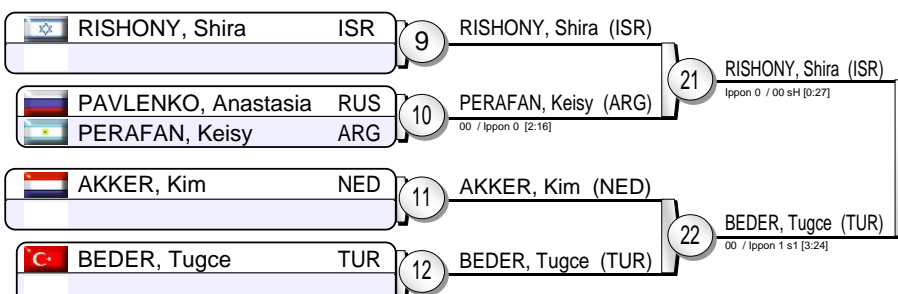 RISHONY, Shira ISR
9
RISHONY, Shira (ISR)
21
RISHONY, Shira (ISR)
Ippon 0 / 00 sH [0:27]
PAVLENKO, Anastasia RUS
PERAFAN, Keisy ARG
10
PERAFAN, Keisy (ARG)
00 / Ippon 0 [2:16]
AKKER, Kim NED
11
AKKER, Kim (NED)
22
BEDER, Tugce (TUR)
00 / Ippon 1 s1 [3:24]
BEDER, Tugce TUR
12
BEDER, Tugce (TUR)